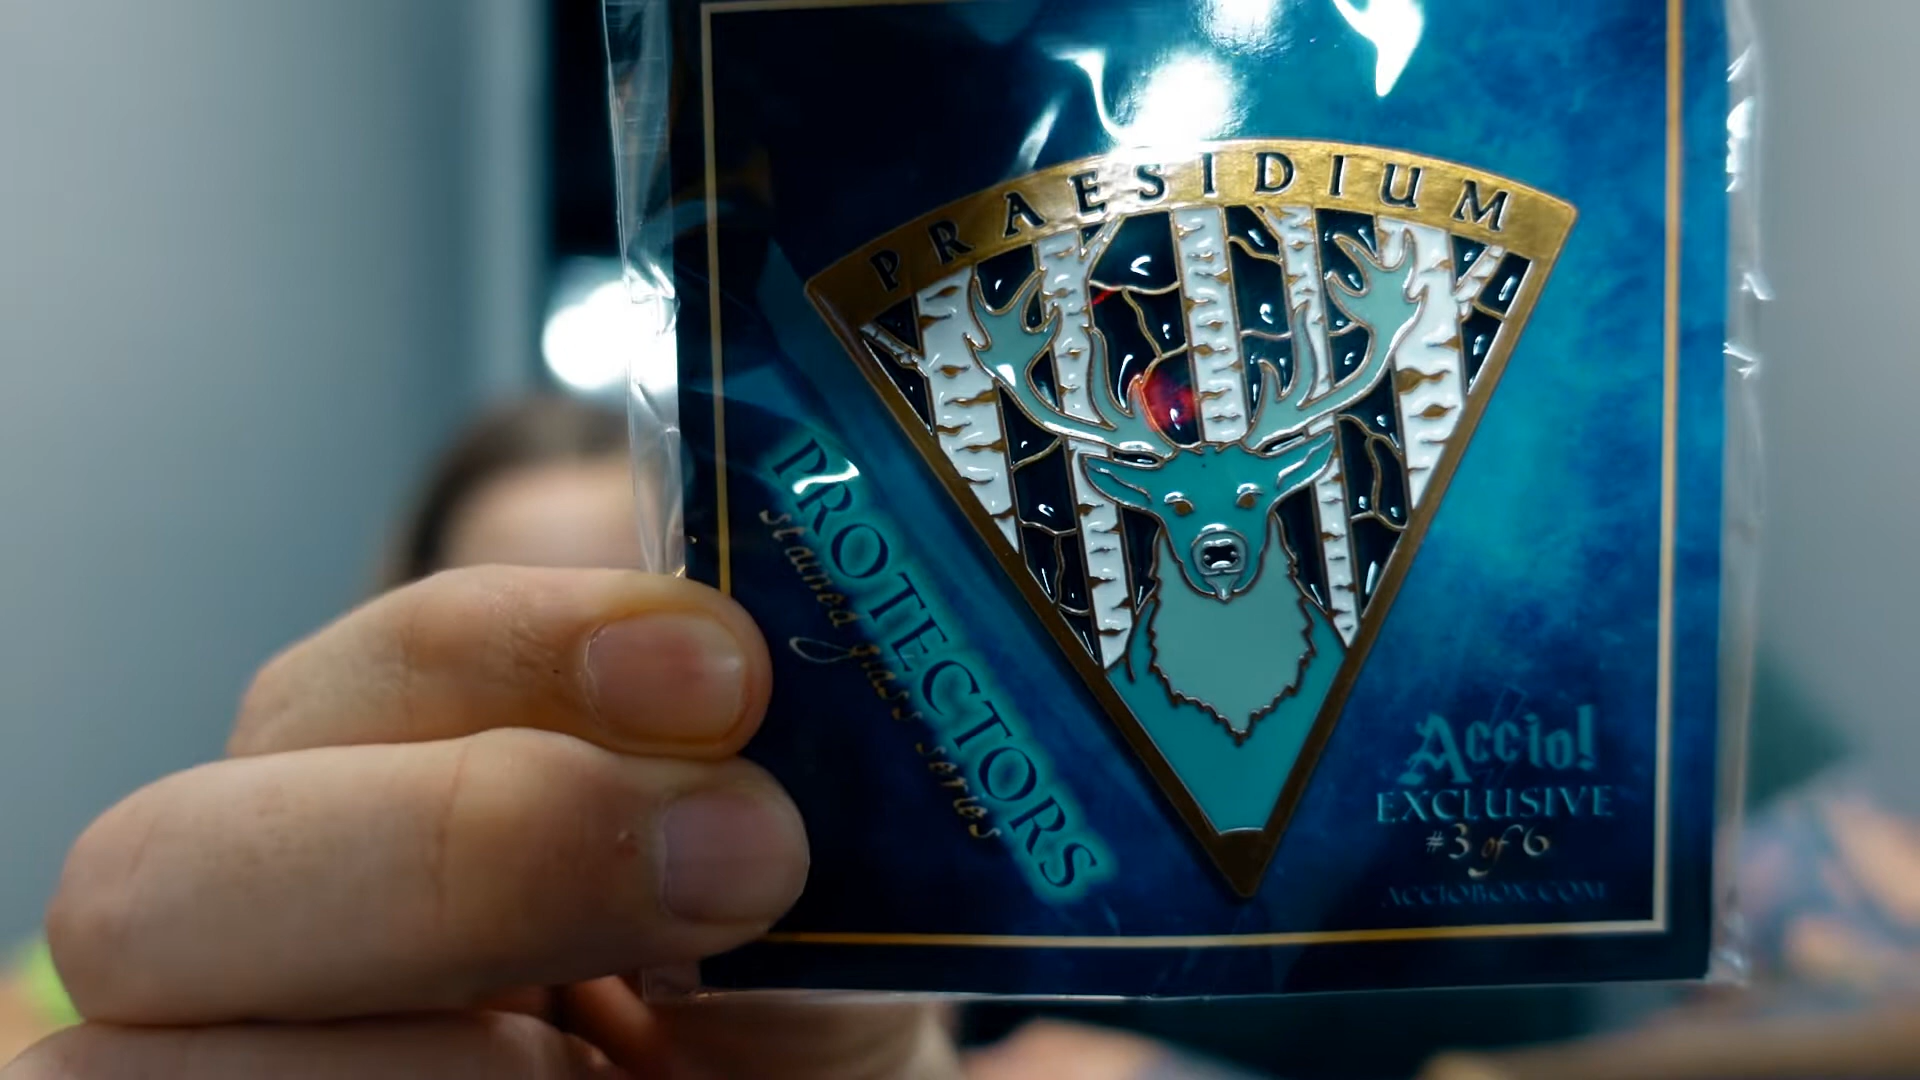 PRAESIDIUM
PROTECTORS
stained glass series
Accio!
EXCLUSIVE
#3 of 6
ACCIOBOX.COM